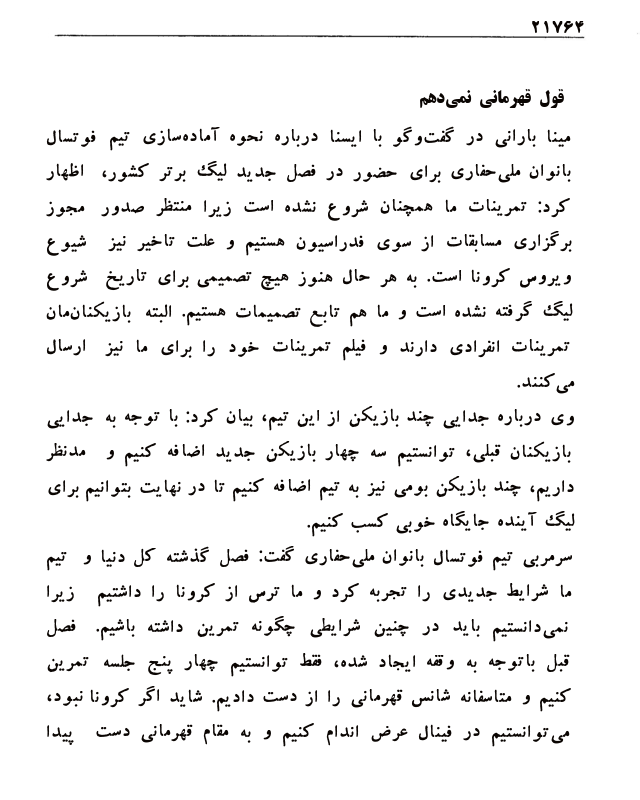 ۲۱۷۶۴
قول قهرمانی نمی‌دهم
مینا بارانی در گفت‌وگو با ایسنا درباره نحوه آماده‌سازی تیم فوتسال
بانوان ملی‌حفاری برای حضور در فصل جدید لیگ برتر کشور، اظهار
کرد: تمرینات ما همچنان شروع نشده است زیرا منتظر صدور مجوز
برگزاری مسابقات از سوی فدراسیون هستیم و علت تاخیر نیز شیوع
ویروس کرونا است. به هر حال هنوز هیچ تصمیمی برای تاریخ شروع
لیگ گرفته نشده است و ما هم تابع تصمیمات هستیم. البته بازیکنان‌مان
تمرینات انفرادی دارند و فیلم تمرینات خود را برای ما نیز ارسال
می‌کنند.
وی درباره جدایی چند بازیکن از این تیم، بیان کرد: با توجه به جدایی
بازیکنان قبلی، توانستیم سه چهار بازیکن جدید اضافه کنیم و مدنظر
داریم، چند بازیکن بومی نیز به تیم اضافه کنیم تا در نهایت بتوانیم برای
لیگ آینده جایگاه خوبی کسب کنیم.
سرمربی تیم فوتسال بانوان ملی‌حفاری گفت: فصل گذشته کل دنیا و تیم
ما شرایط جدیدی را تجربه کرد و ما ترس از کرونا را داشتیم زیرا
نمی‌دانستیم باید در چنین شرایطی چگونه تمرین داشته باشیم. فصل
قبل باتوجه به وقفه ایجاد شده، فقط توانستیم چهار پنج جلسه تمرین
کنیم و متاسفانه شانس قهرمانی را از دست دادیم. شاید اگر کرونا نبود،
می‌توانستیم در فینال عرض اندام کنیم و به مقام قهرمانی دست پیدا